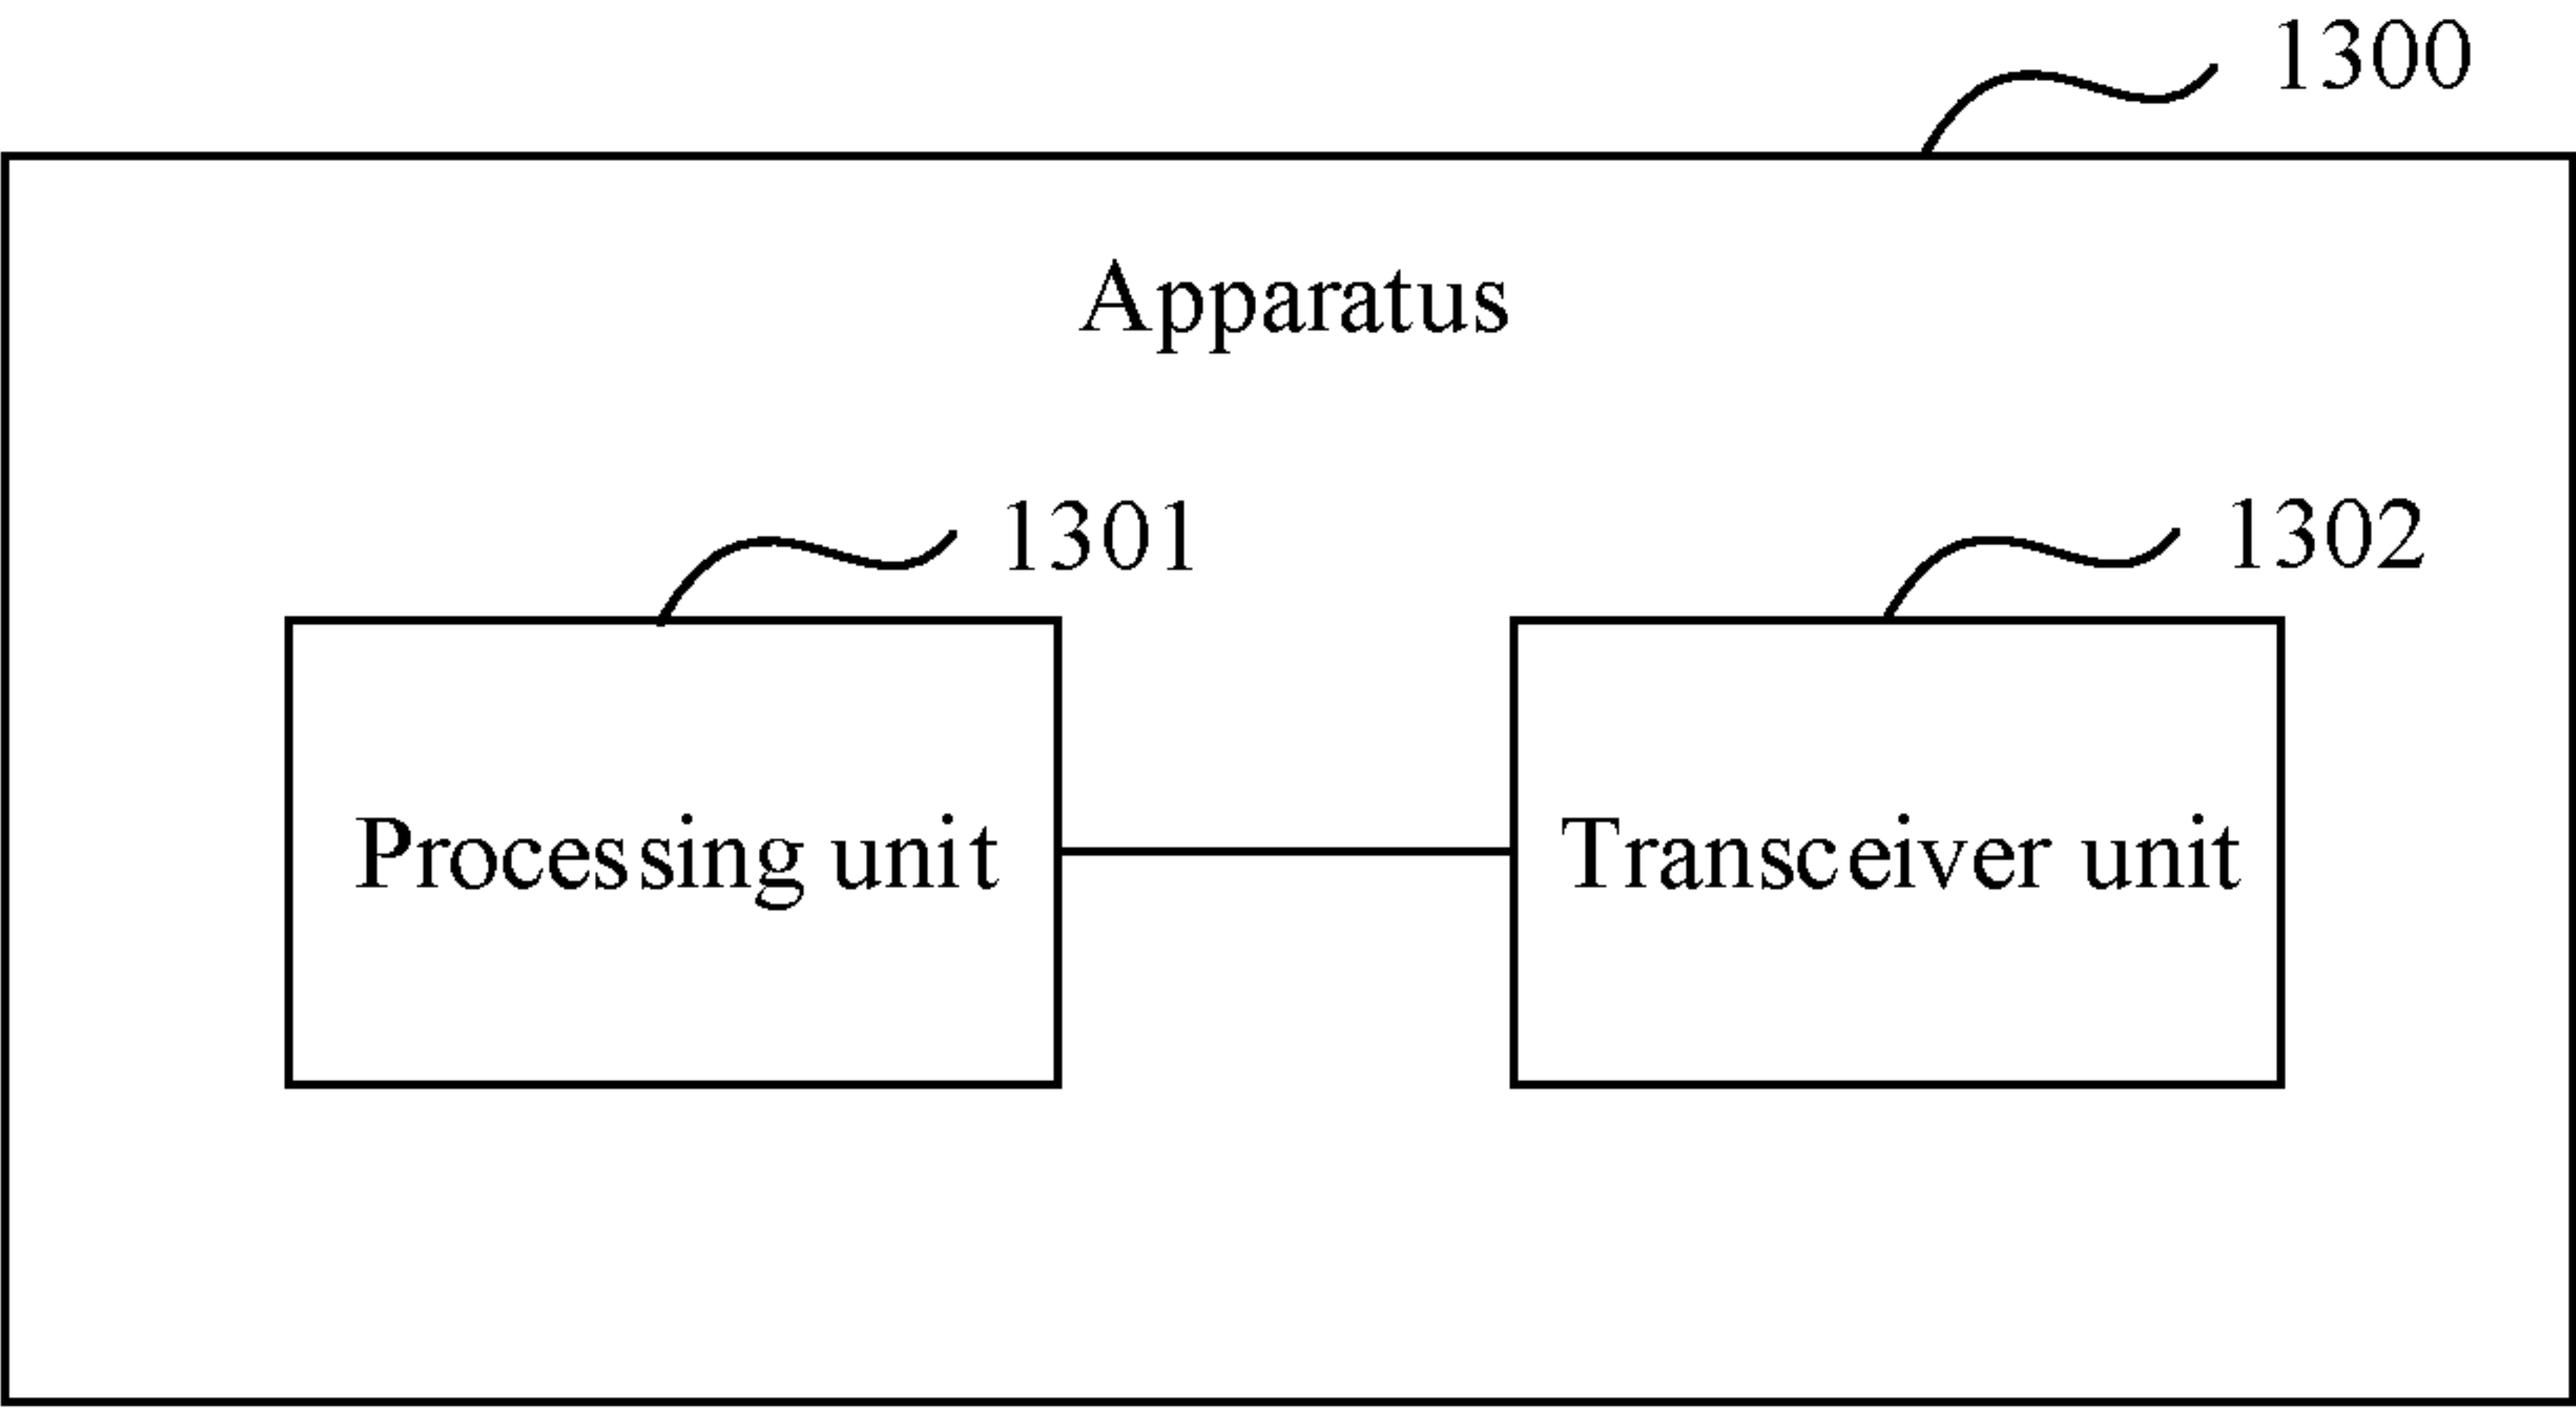 1300
Apparatus
1301
1302
Processing unit
Transceiver unit